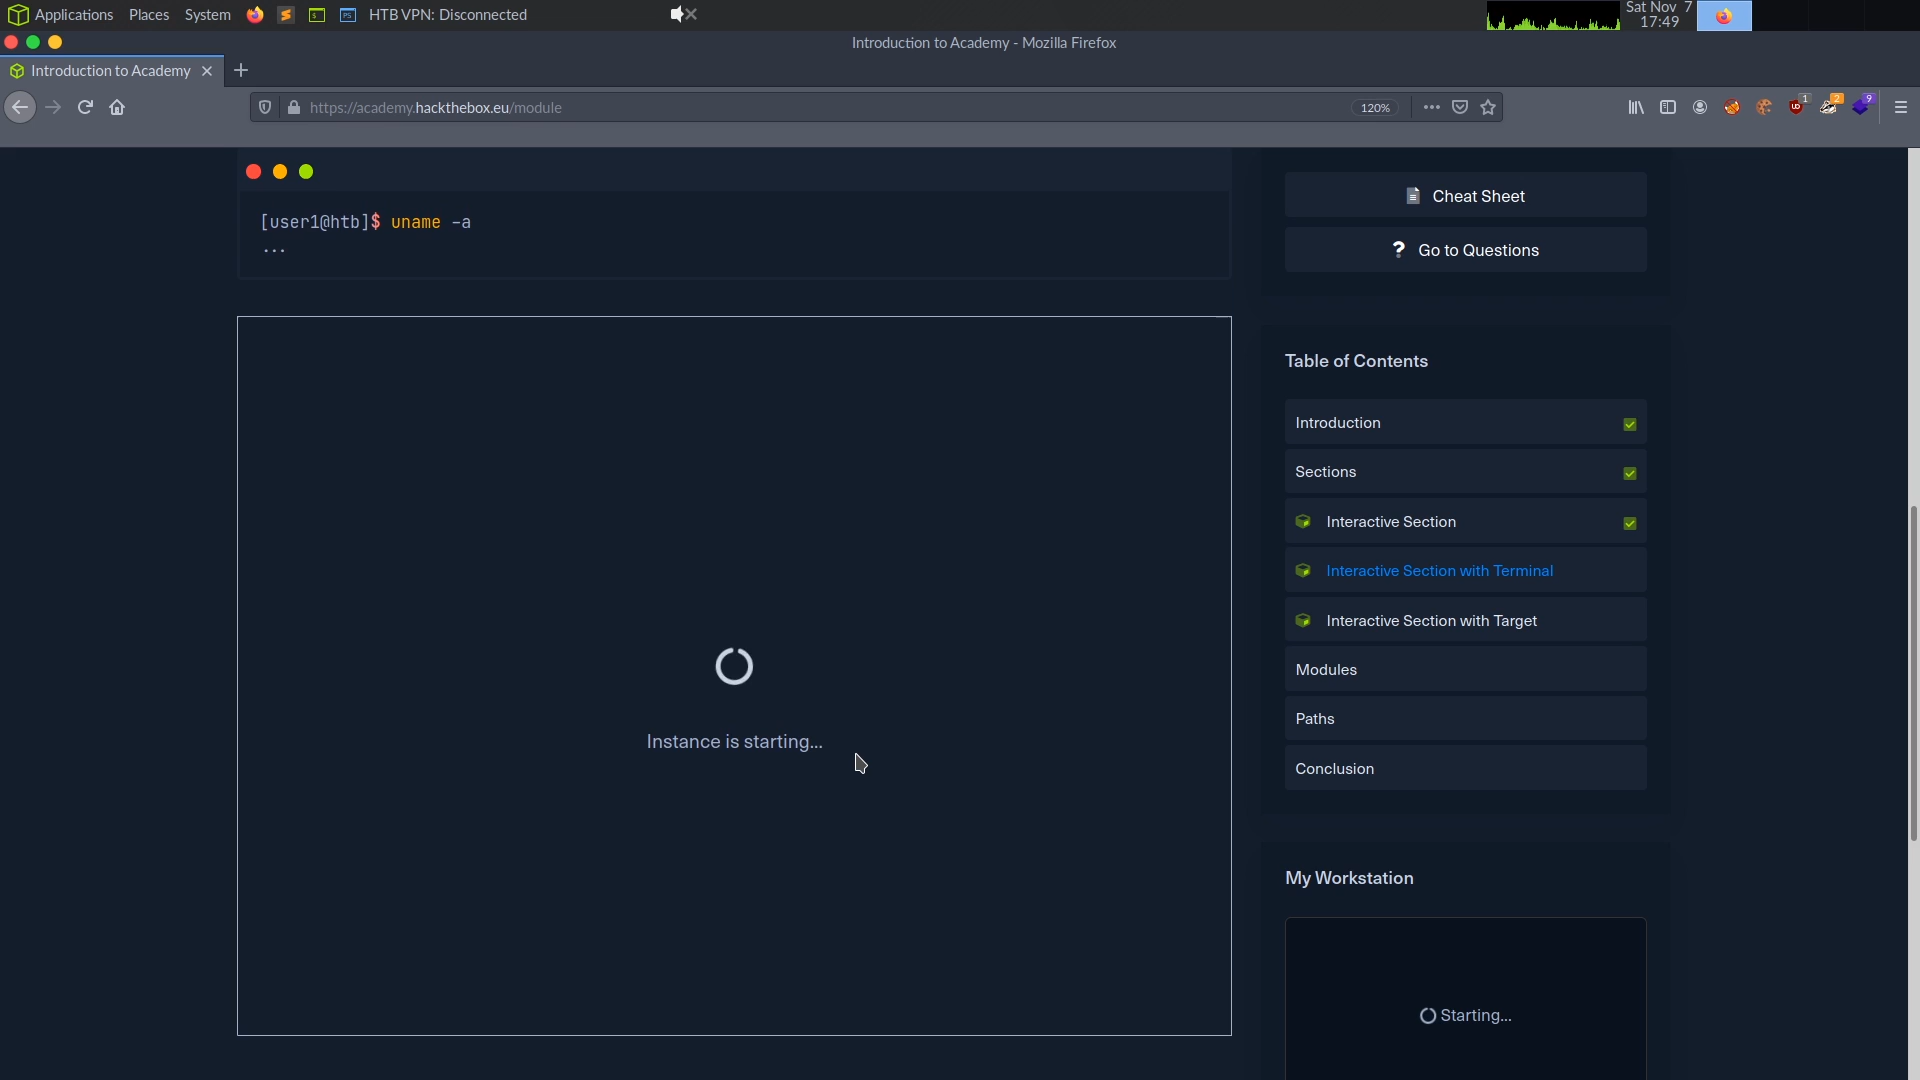 Applications Places System HTB VPN: Disconnected
Sat Nov 7
17:49
Introduction to Academy - Mozilla Firefox
Introduction to Academy
https://academy.hackthebox.eu/module
120%
1
2
9
Cheat Sheet
[user1@htb]$ uname -a
...
? Go to Questions
Table of Contents
Introduction
Sections
Interactive Section
Interactive Section with Terminal
Interactive Section with Target
Modules
Paths
Conclusion
Instance is starting...
My Workstation
Starting...